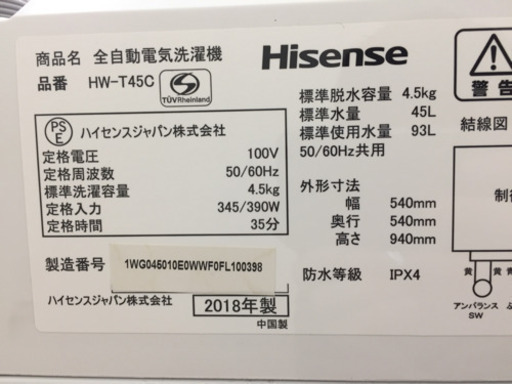 商品名 全自動電気洗濯機
品番 HW-T45C
TÜVRheinland
Hisense
PS
E
ハイセンスジャパン株式会社
定格電圧 100V
定格周波数 50/60Hz
標準洗濯容量 4.5kg
定格入力 345/390W
定格時間 35分
製造番号 1WG045010E0WWF0FL100398
ハイセンスジャパン株式会社 2018年製
中国製
標準脱水容量 4.5kg
標準水量 45L
標準使用水量 93L
50/60Hz共用
外形寸法
幅 540mm
奥行 540mm
高さ 940mm
防水等級 IPX4
警告
結線図
制
黄 黄 青
アンバランス
SW